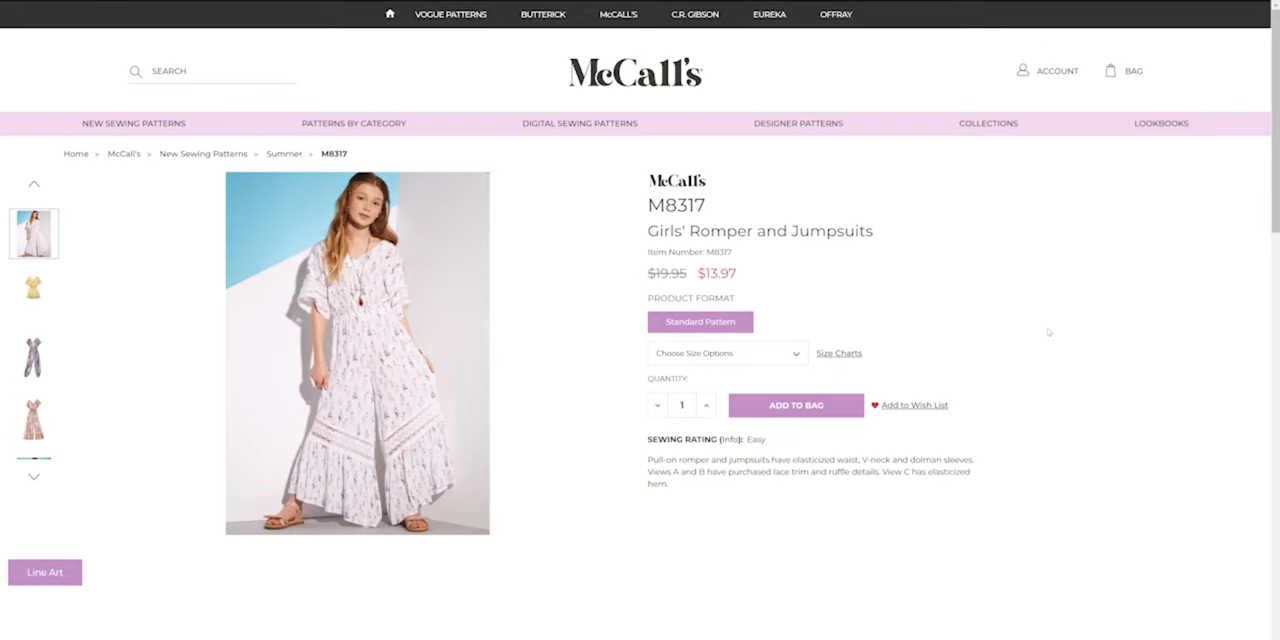 VOGUE PATTERNS BUTTERICK McCALL'S C.R. GIBSON EUREKA OFFRAY
SEARCH
McCall's
ACCOUNT
BAG
NEW SEWING PATTERNS PATTERNS BY CATEGORY DIGITAL SEWING PATTERNS DESIGNER PATTERNS COLLECTIONS LOOKBOOKS
Home > McCall's > New Sewing Patterns > Summer > M8317
McCall's
M8317
Girls' Romper and Jumpsuits
Item Number: M8317
$19.95 $13.97
PRODUCT FORMAT
Standard Pattern
Choose Size Options
Size Charts
QUANTITY:
1
ADD TO BAG
Add to Wish List
SEWING RATING (Info): Easy
Pull-on romper and jumpsuits have elasticized waist, V-neck and dolman sleeves.
Views A and B have purchased lace trim and ruffle details. View C has elasticized
hem.
Line Art